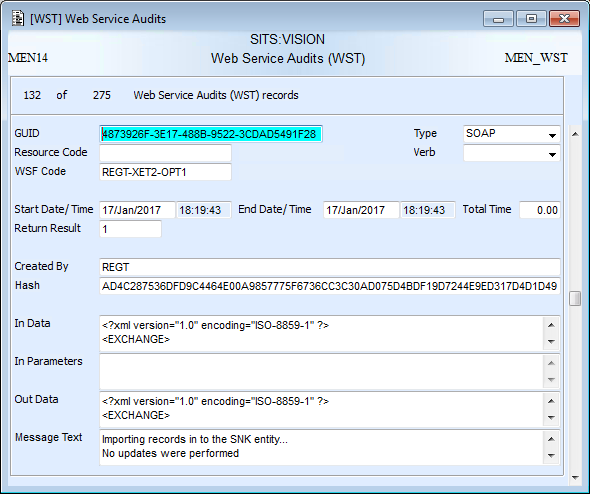 [WST] Web Service Audits
SITS:VISION
MEN14 Web Service Audits (WST) MEN_WST
132 of 275 Web Service Audits (WST) records
GUID 4873926F-3E17-488B-9522-3CDAD5491F28 Type SOAP
Resource Code Verb
WSF Code REGT-XET2-OPT1
Start Date/Time 17/Jan/2017 18:19:43 End Date/Time 17/Jan/2017 18:19:43 Total Time 0.00
Return Result 1
Created By REGT
Hash AD4C287536DFD9C4464E00A9857775F6736CC3C30AD075D4BDF19D7244E9ED317D4D1D49
In Data <?xml version="1.0" encoding="ISO-8859-1" ?>
<EXCHANGE>
In Parameters
Out Data <?xml version="1.0" encoding="ISO-8859-1" ?>
<EXCHANGE>
Message Text Importing records in to the SNK entity...
No updates were performed